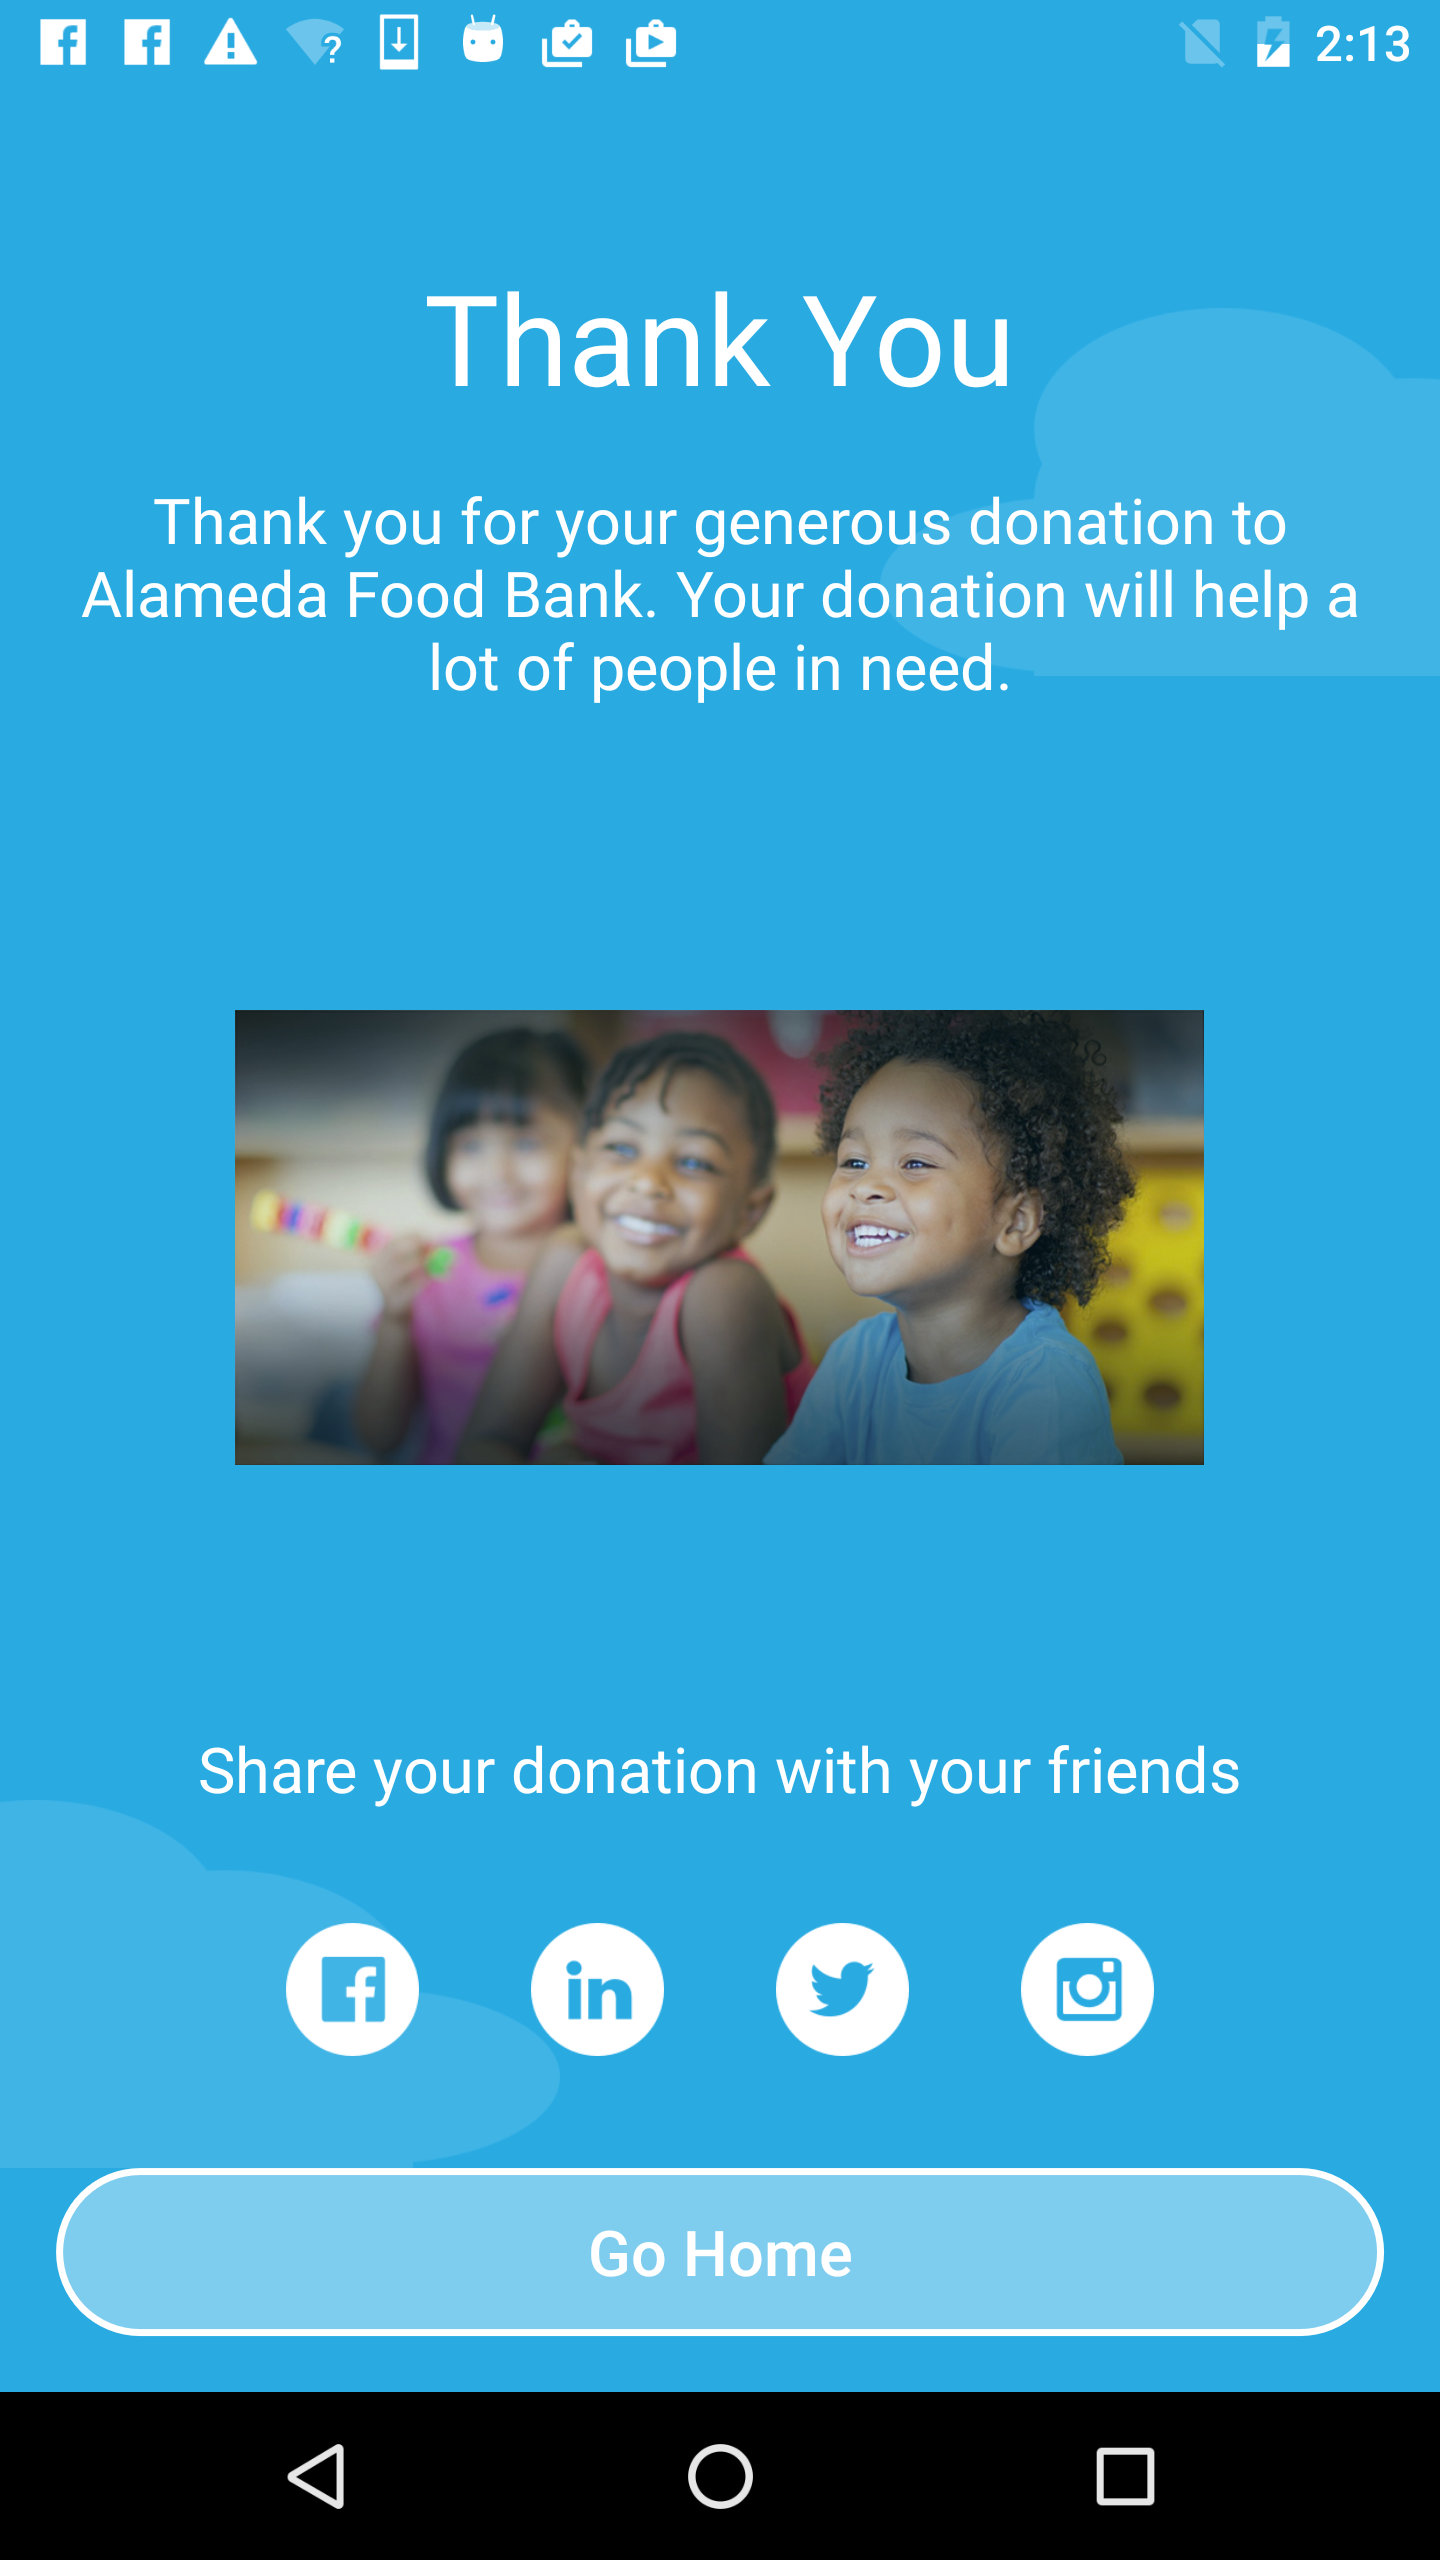 2:13
Thank You
Thank you for your generous donation to
Alameda Food Bank. Your donation will help a
lot of people in need.
Share your donation with your friends
Go Home